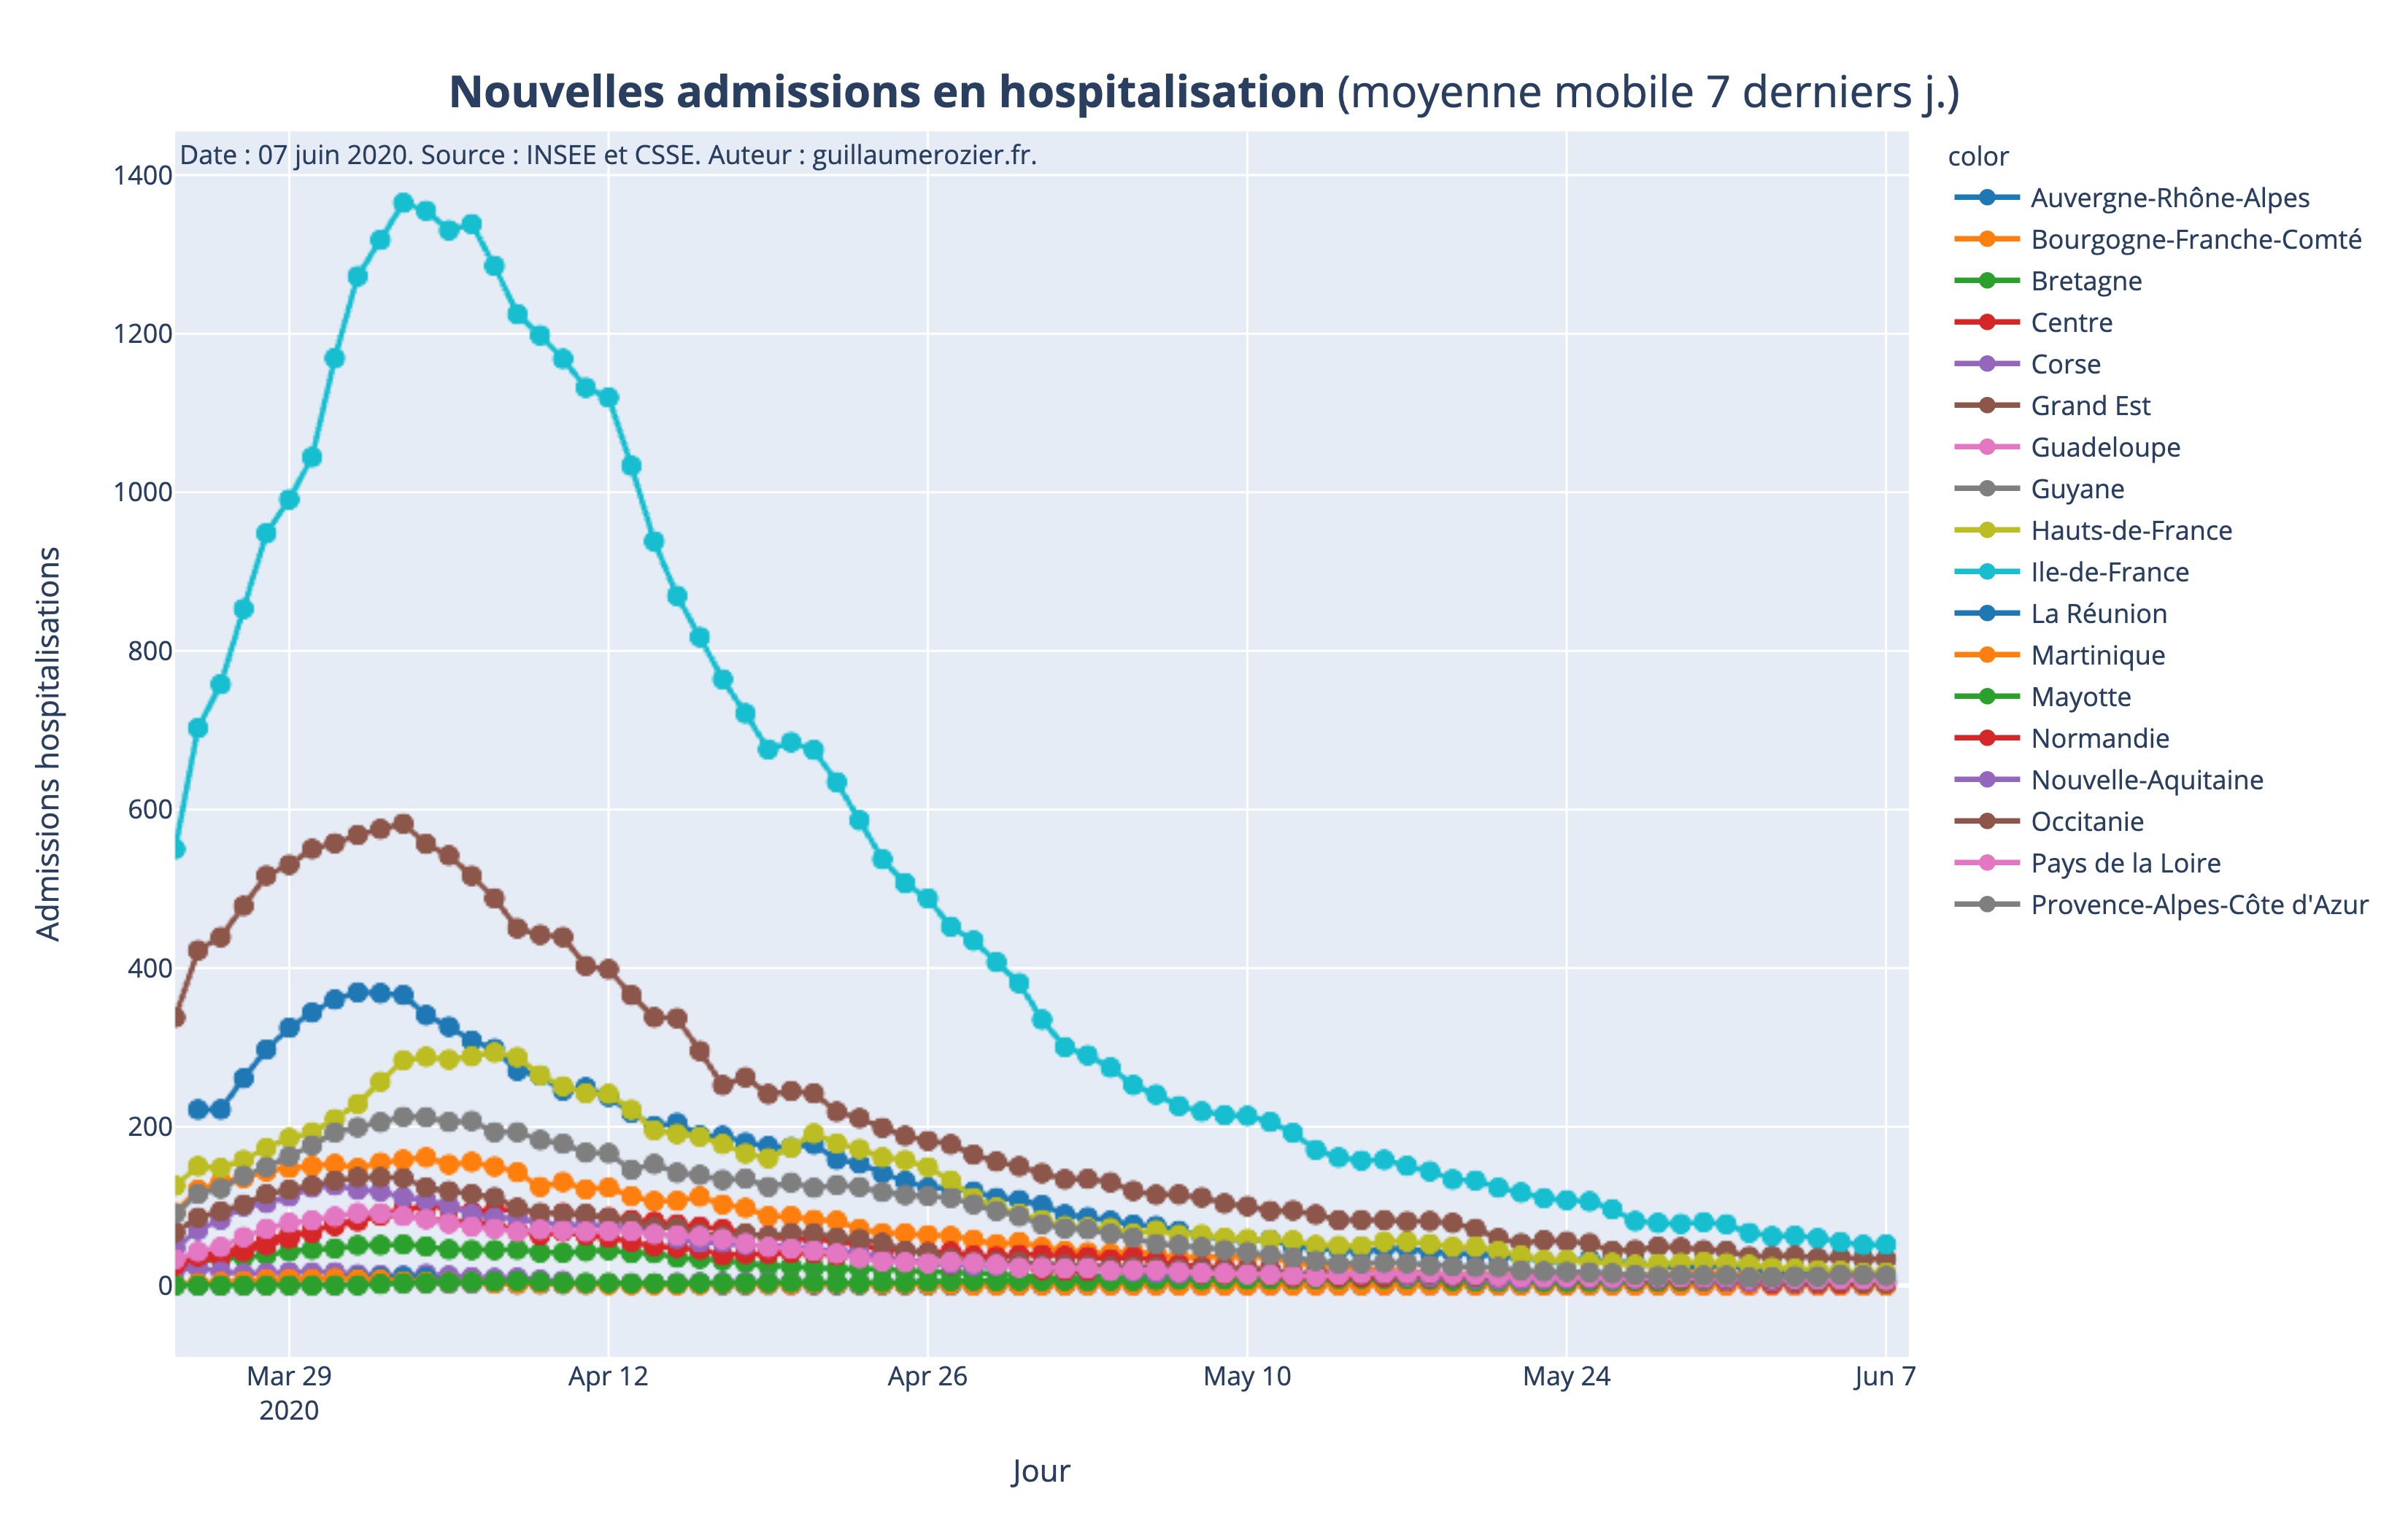 Nouvelles admissions en hospitalisation (moyenne mobile 7 derniers j.)
Date : 07 juin 2020. Source : INSEE et CSSE. Auteur : guillaumerozier.fr.
1400
1200
1000
800
600
400
200
0
Admissions hospitalisations
Mar 29
2020
Apr 12
Apr 26
May 10
May 24
Jun 7
Jour
color
Auvergne-Rhône-Alpes
Bourgogne-Franche-Comté
Bretagne
Centre
Corse
Grand Est
Guadeloupe
Guyane
Hauts-de-France
Ile-de-France
La Réunion
Martinique
Mayotte
Normandie
Nouvelle-Aquitaine
Occitanie
Pays de la Loire
Provence-Alpes-Côte d'Azur